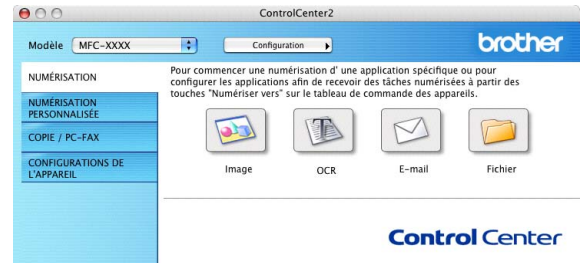 ControlCenter2
Modèle MFC-XXXX Configuration brother
NUMÉRISATION
NUMÉRISATION
PERSONNALISÉE
COPIE / PC-FAX
CONFIGURATIONS DE
L'APPAREIL
Pour commencer une numérisation d' une application spécifique ou pour
configurer les applications afin de recevoir des tâches numérisées à partir des
touches "Numériser vers" sur le tableau de commande des appareils.
Image OCR E-mail Fichier
Control Center